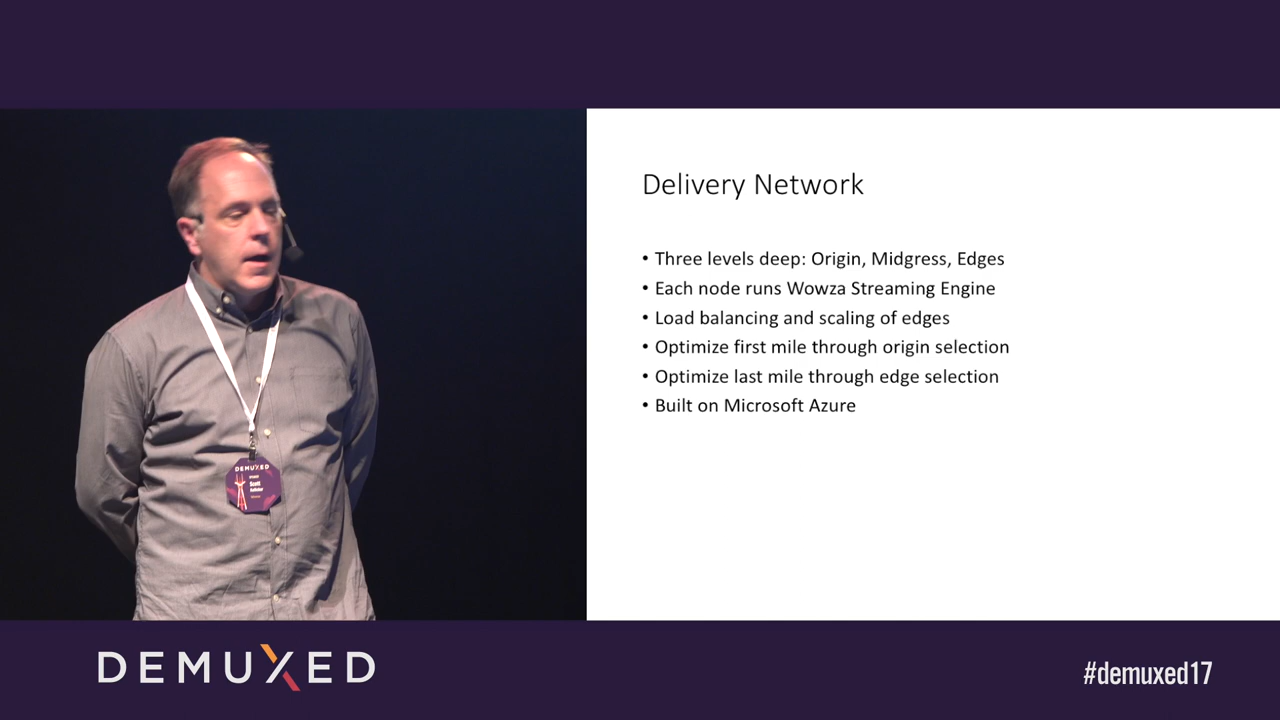 Delivery Network
• Three levels deep: Origin, Midgress, Edges
• Each node runs Wowza Streaming Engine
• Load balancing and scaling of edges
• Optimize first mile through origin selection
• Optimize last mile through edge selection
• Built on Microsoft Azure
DEMUXED
Scott
DEMUXED
#demuxed17